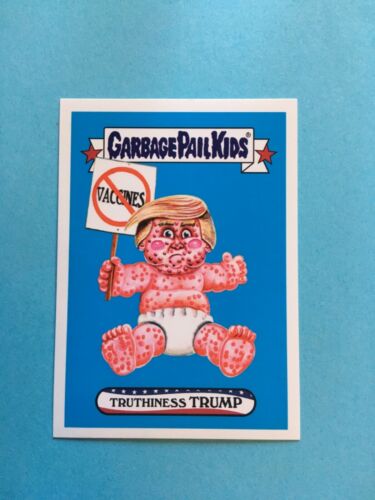 GARBAGE PAIL KIDS®
VACCINES
TRUTHINESS TRUMP